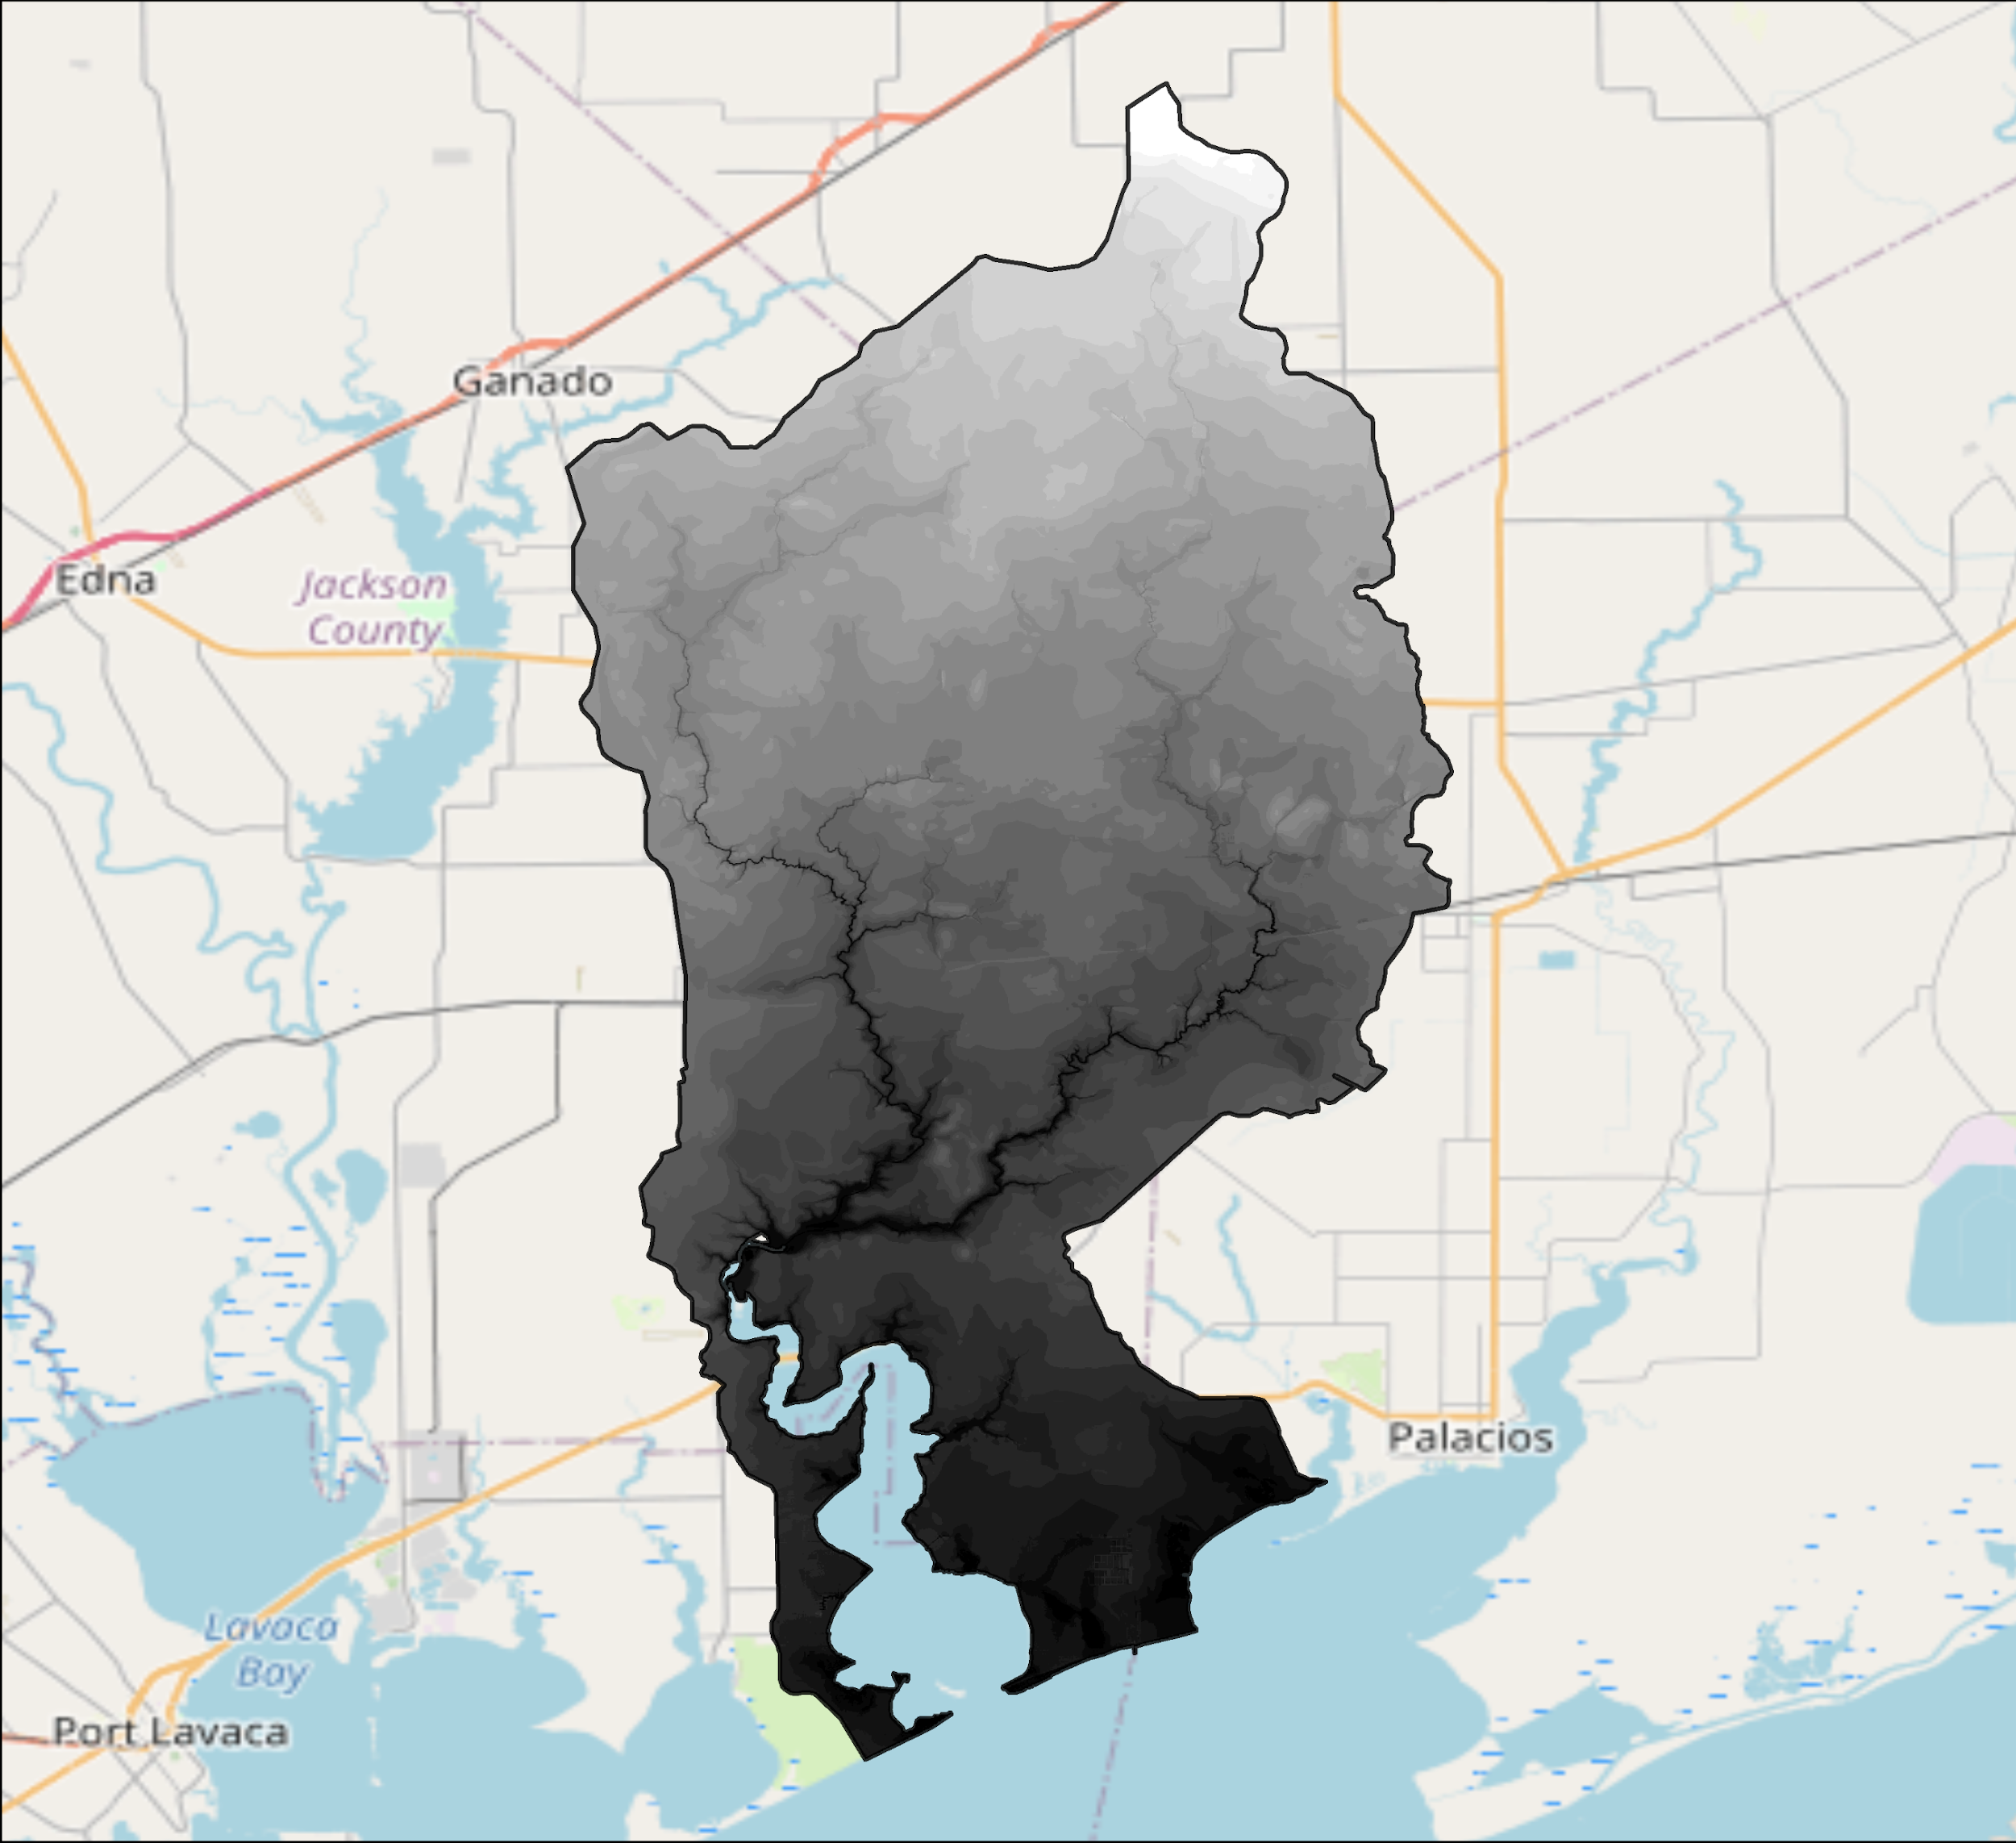 Ganado
Edna
Jackson
County
Palacios
Lavaca
Bay
Port Lavaca